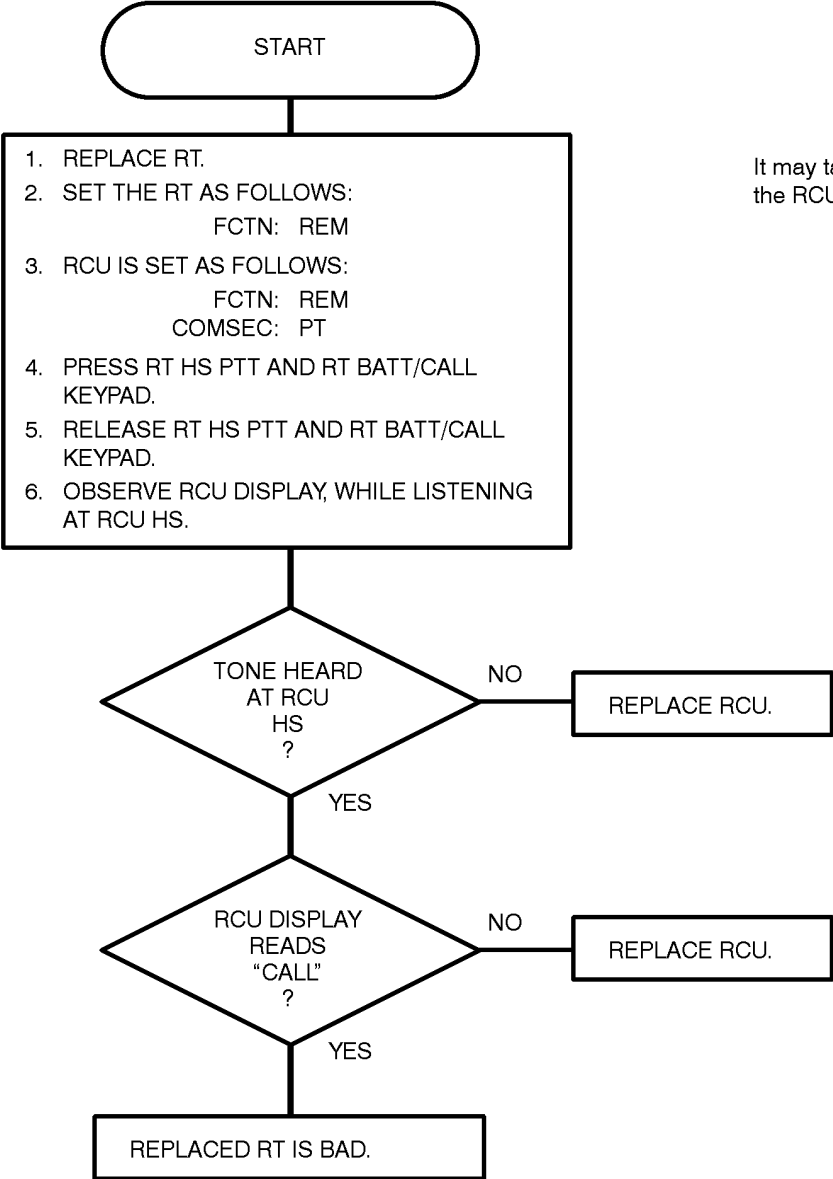 START
1. REPLACE RT.
2. SET THE RT AS FOLLOWS:
FCTN: REM
3. RCU IS SET AS FOLLOWS:
FCTN: REM
COMSEC: PT
4. PRESS RT HS PTT AND RT BATT/CALL
KEYPAD.
5. RELEASE RT HS PTT AND RT BATT/CALL
KEYPAD.
6. OBSERVE RCU DISPLAY, WHILE LISTENING
AT RCU HS.
It may ta
the RCU
TONE HEARD
AT RCU
HS
?
NO
REPLACE RCU.
YES
RCU DISPLAY
READS
“CALL”
?
NO
REPLACE RCU.
YES
REPLACED RT IS BAD.